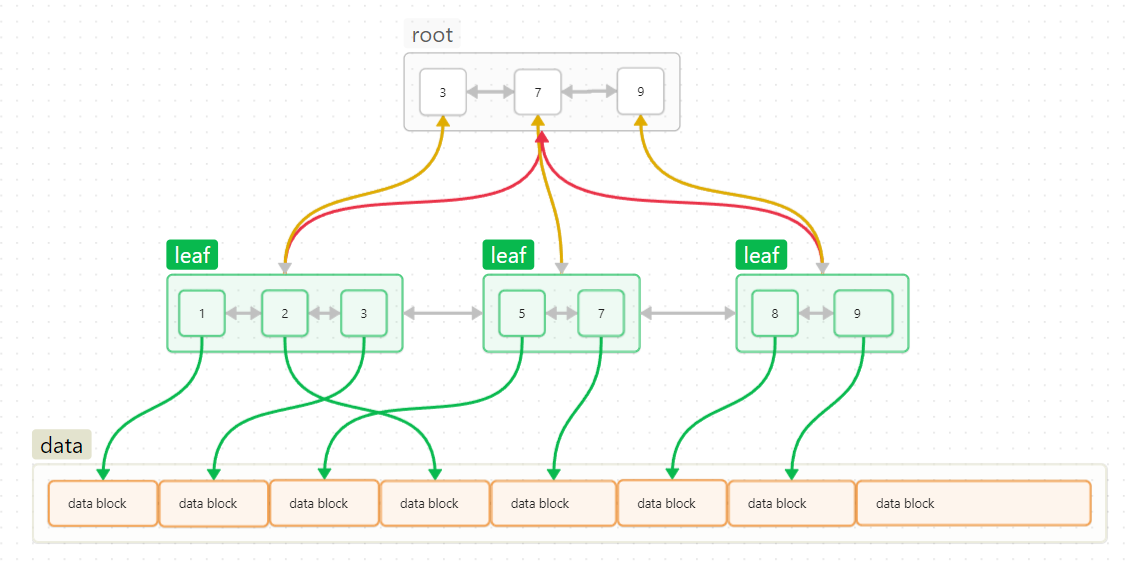 root
3 7 9
leaf leaf leaf
1 2 3 5 7 8 9
data
data block data block data block data block data block data block data block data block